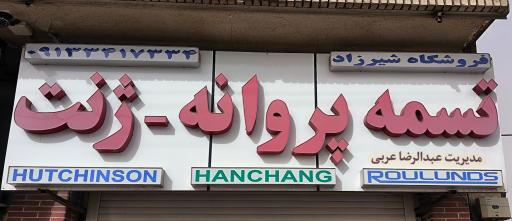 فروشگاه شیرزاد ۰۹۱۳۳۴۱۷۳۳۴
تسمه پروانه - ژنت
مدیریت عبدالرضا عربی
HUTCHINSON HANCHANG ROULUNDS